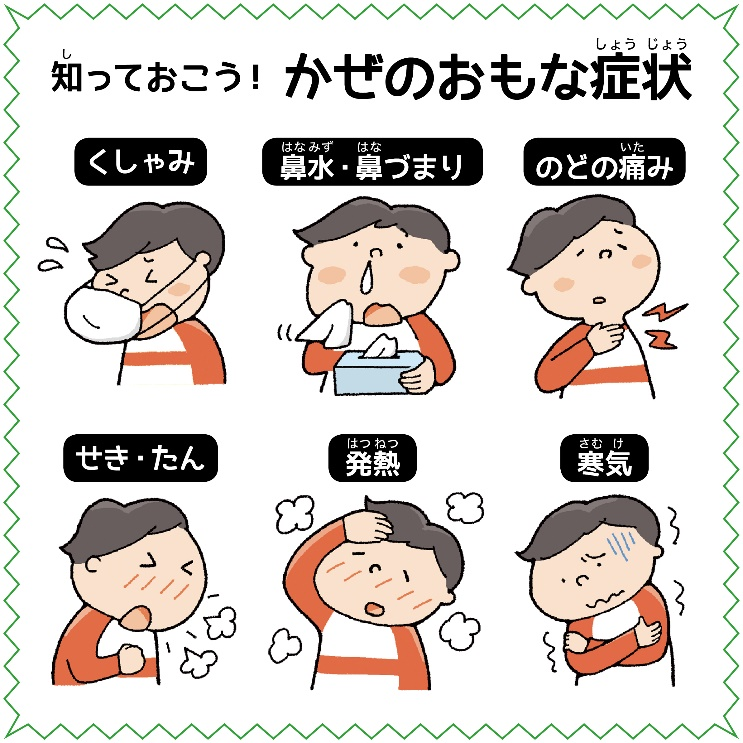 知っておこう! かぜのおもな症状
くしゃみ
鼻水・鼻づまり
のどの痛み
せき・たん
発熱
寒気